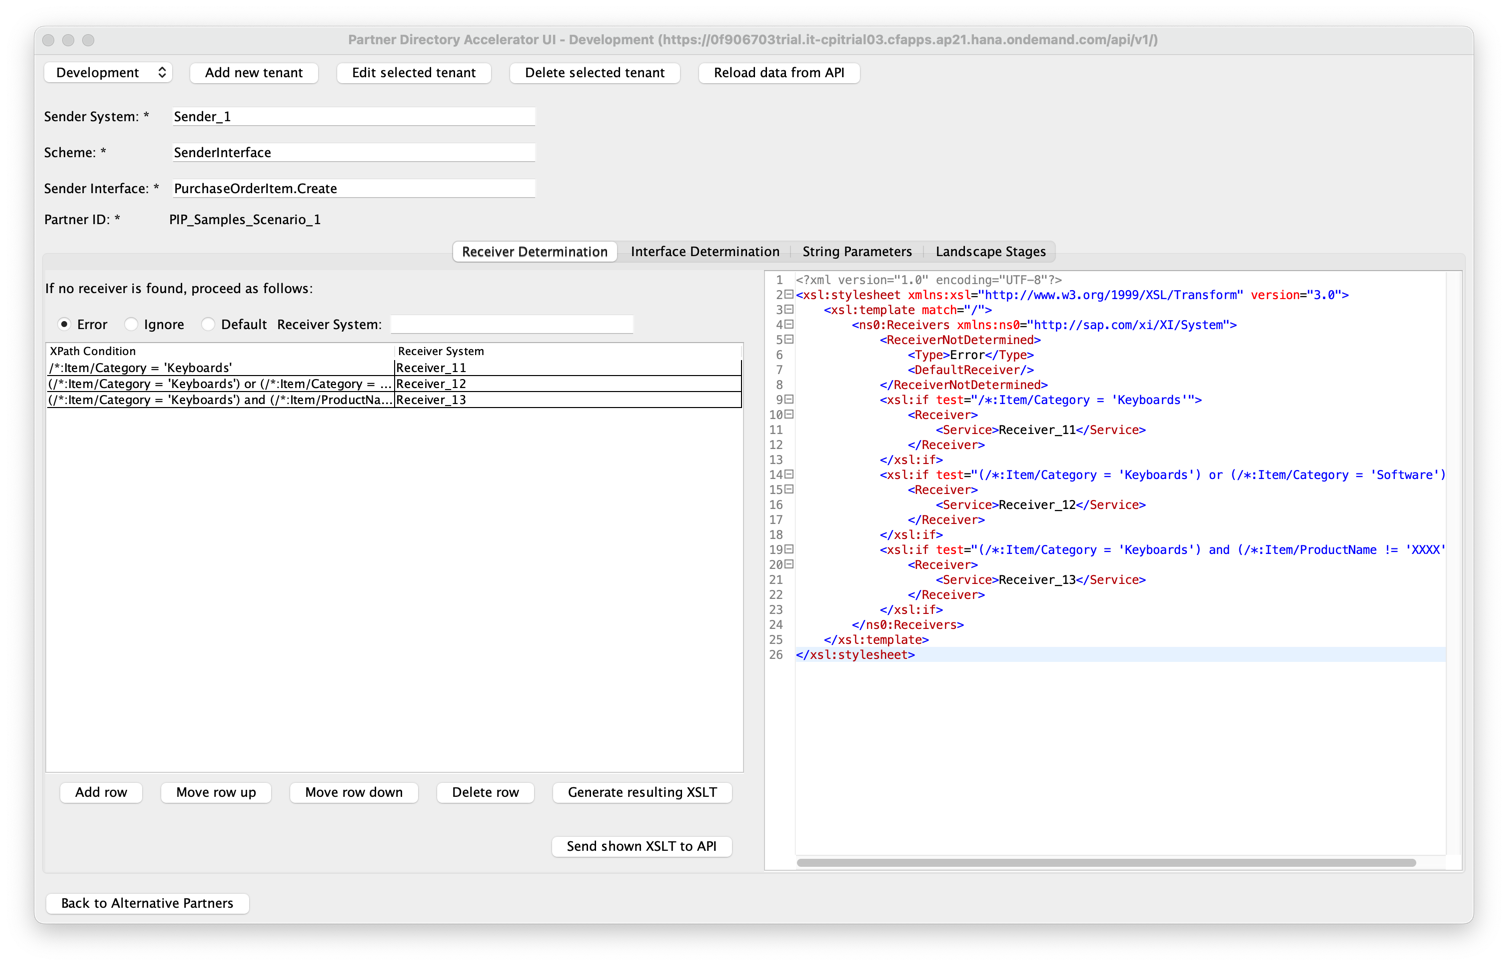 Partner Directory Accelerator UI - Development (https://0f906703trial.it-cpitrial03.cfapps.ap21.hana.ondemand.com/api/v1/)
Development Add new tenant Edit selected tenant Delete selected tenant Reload data from API
Sender System: * Sender_1
Scheme: * SenderInterface
Sender Interface: * PurchaseOrderItem.Create
Partner ID: * PIP_Samples_Scenario_1
Receiver Determination Interface Determination String Parameters Landscape Stages
If no receiver is found, proceed as follows:
Error Ignore Default Receiver System:
XPath Condition Receiver System
/*:Item/Category = 'Keyboards' Receiver_11
(/*:Item/Category = 'Keyboards') or (/*:Item/Category = ... Receiver_12
(/*:Item/Category = 'Keyboards') and (/*:Item/ProductNa... Receiver_13
Add row Move row up Move row down Delete row Generate resulting XSLT
Send shown XSLT to API
1 <?xml version="1.0" encoding="UTF-8"?>
2 <xsl:stylesheet xmlns:xsl="http://www.w3.org/1999/XSL/Transform" version="3.0">
3 <xsl:template match="/">
4 <ns0:Receivers xmlns:ns0="http://sap.com/xi/XI/System">
5 <ReceiverNotDetermined>
6 <Type>Error</Type>
7 <DefaultReceiver/>
8 </ReceiverNotDetermined>
9 <xsl:if test="/*:Item/Category = 'Keyboards'">
10 <Receiver>
11 <Service>Receiver_11</Service>
12 </Receiver>
13 </xsl:if>
14 <xsl:if test="(/*:Item/Category = 'Keyboards') or (/*:Item/Category = 'Software')
15 <Receiver>
16 <Service>Receiver_12</Service>
17 </Receiver>
18 </xsl:if>
19 <xsl:if test="(/*:Item/Category = 'Keyboards') and (/*:Item/ProductName != 'XXXX'
20 <Receiver>
21 <Service>Receiver_13</Service>
22 </Receiver>
23 </xsl:if>
24 </ns0:Receivers>
25 </xsl:template>
26 </xsl:stylesheet>
Back to Alternative Partners